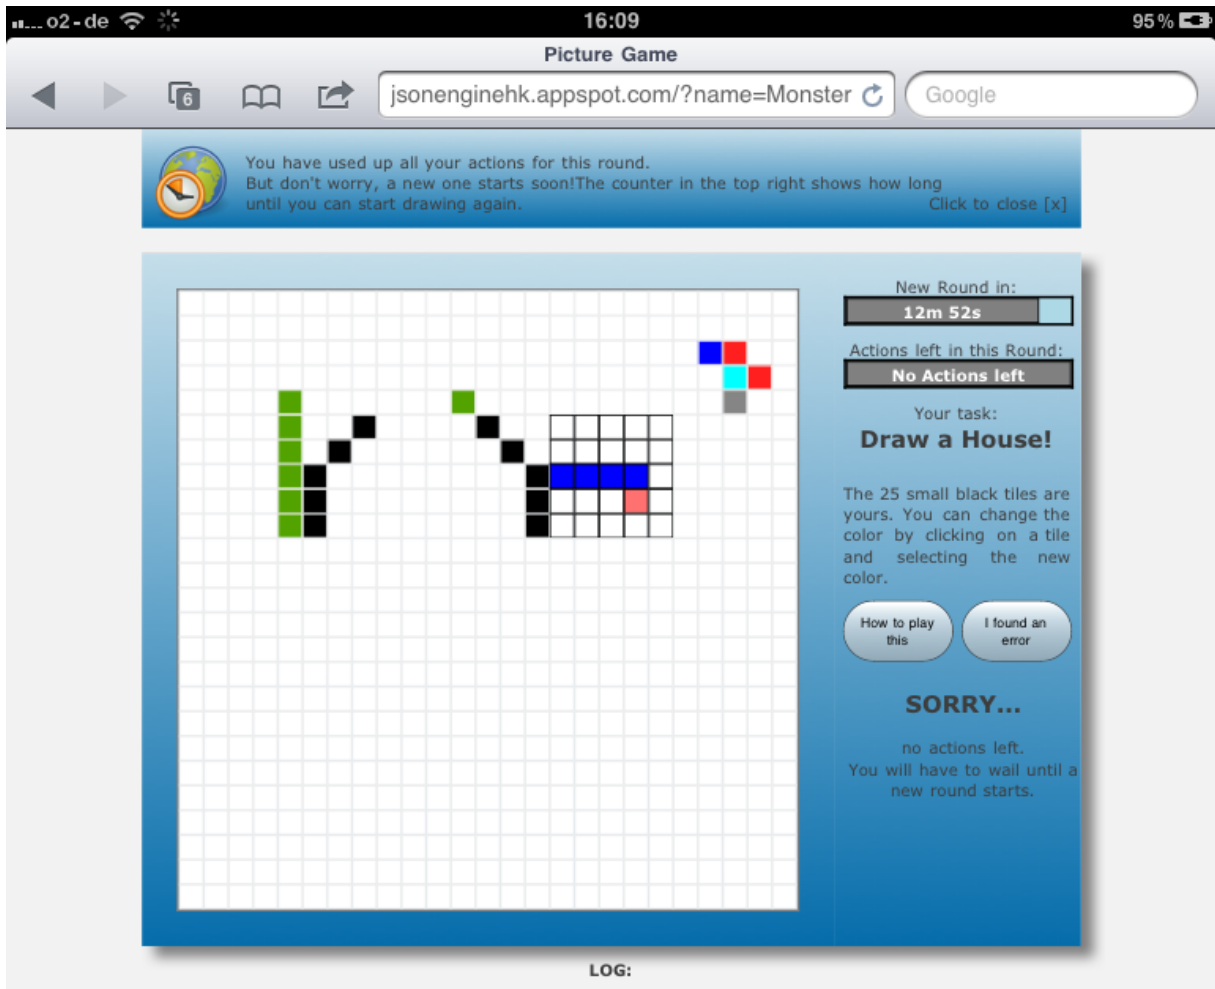 o2-de 16:09 95%
Picture Game
6 jsonenginehk.appspot.com/?name=Monster Google
You have used up all your actions for this round.
But don't worry, a new one starts soon!The counter in the top right shows how long
until you can start drawing again. Click to close [x]
New Round in:
12m 52s
Actions left in this Round:
No Actions left
Your task:
Draw a House!
The 25 small black tiles are
yours. You can change the
color by clicking on a tile
and selecting the new
color.
How to play this
I found an error
SORRY...
no actions left.
You will have to wail until a
new round starts.
LOG: